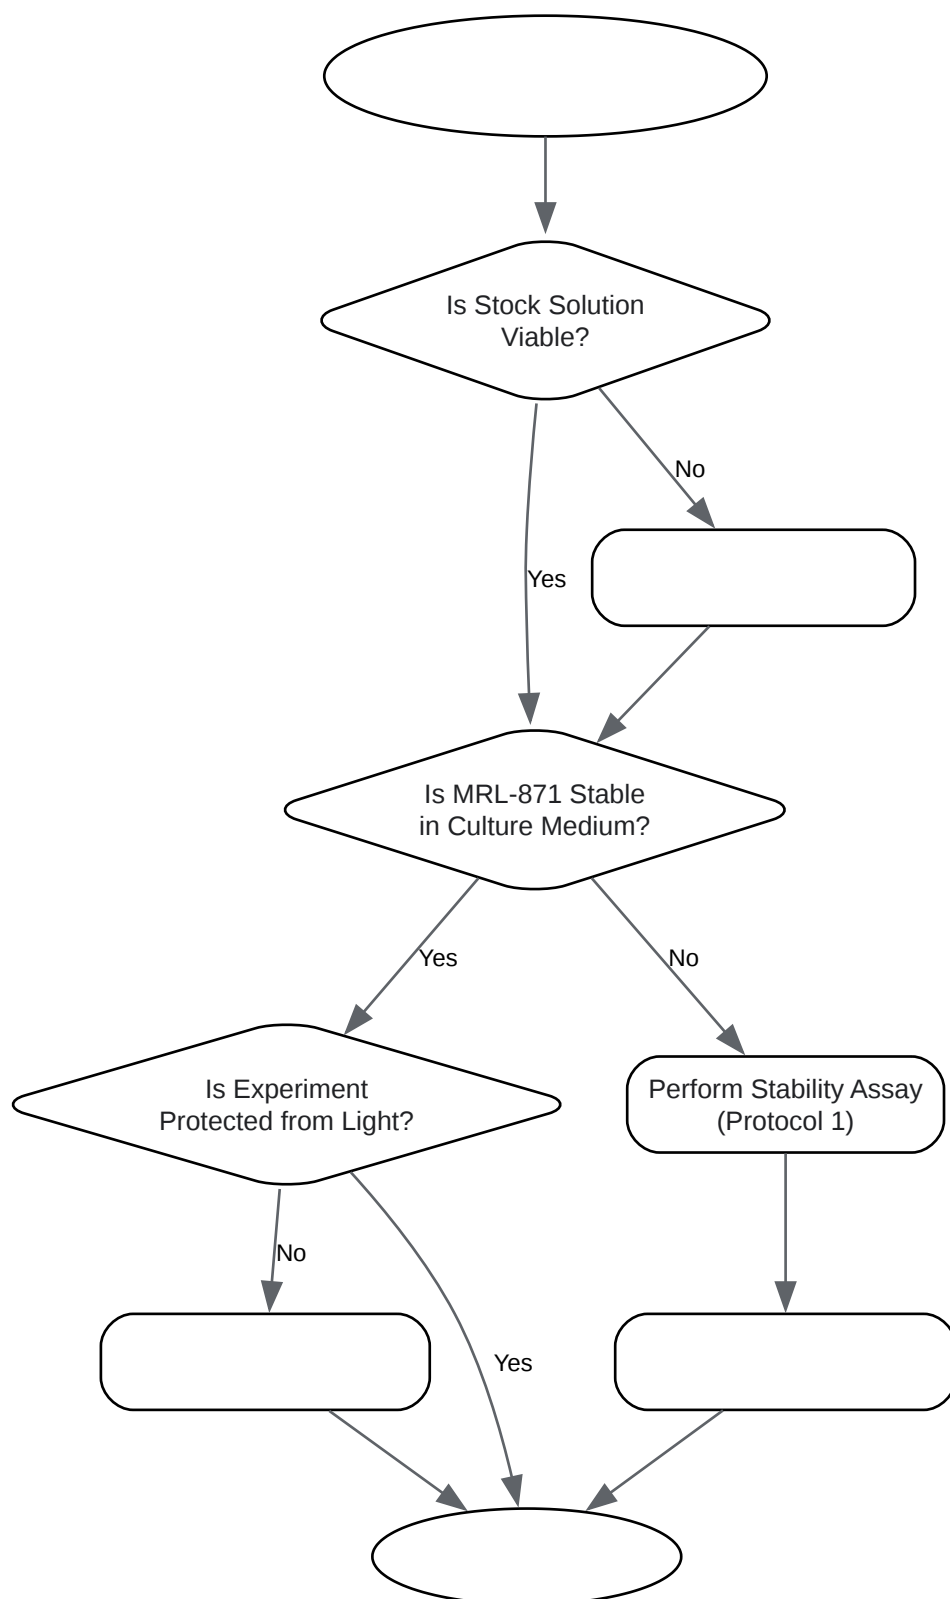 Is Stock Solution
Viable?
No
Yes
Is MRL-871 Stable
in Culture Medium?
Yes
No
Is Experiment
Protected from Light?
Perform Stability Assay
(Protocol 1)
No
Yes